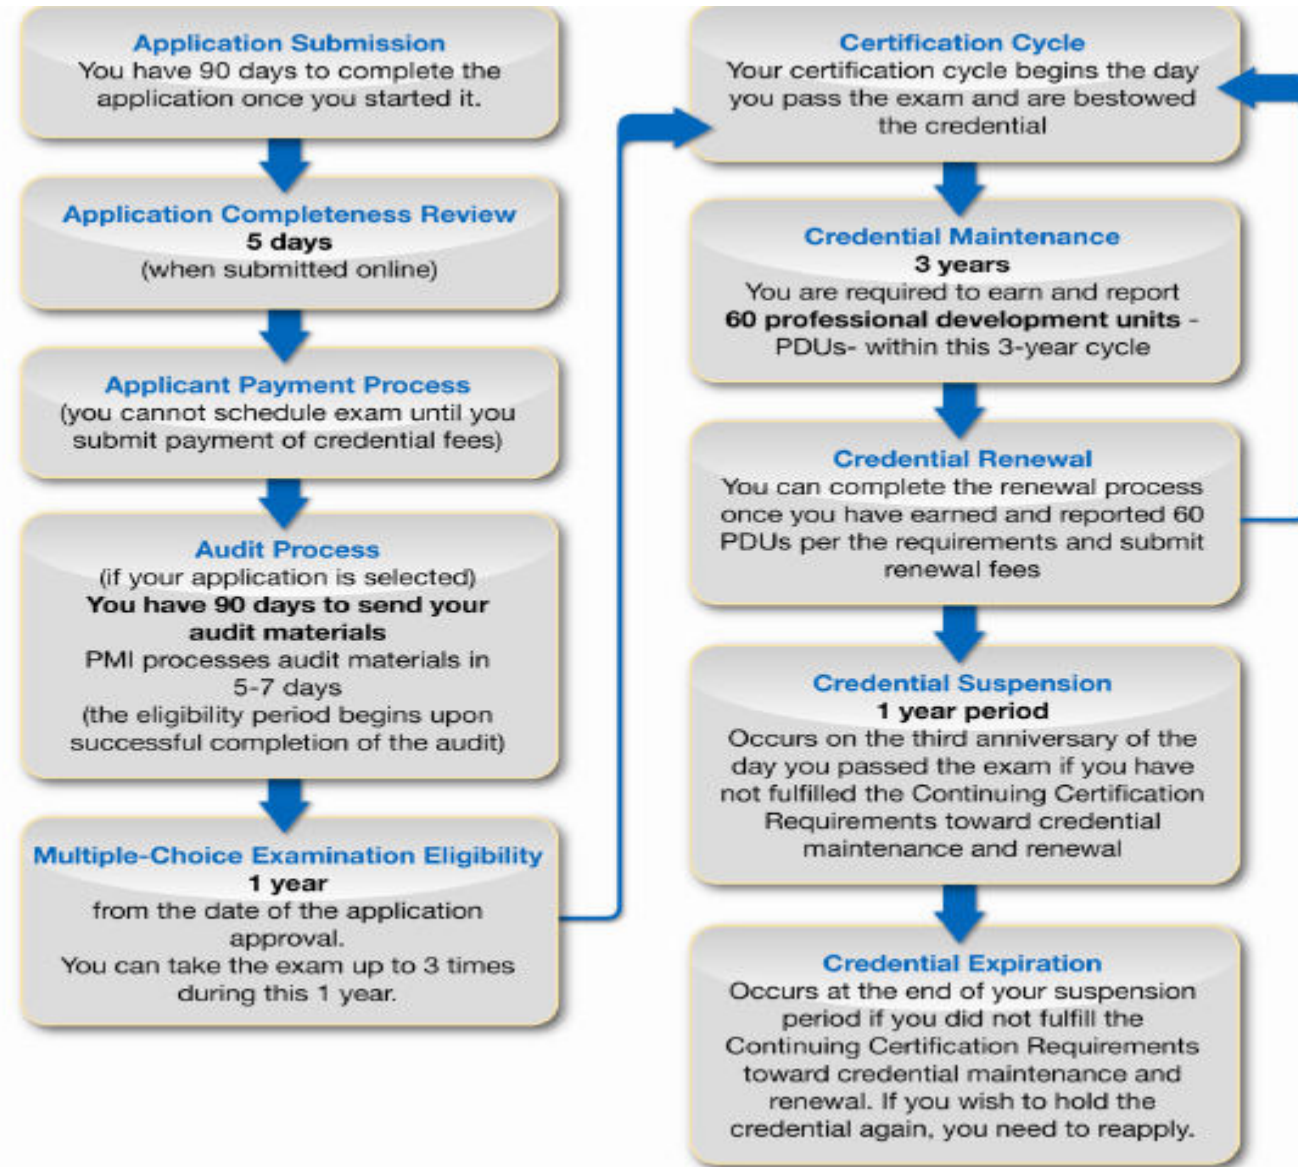 Application Submission
You have 90 days to complete the
application once you started it.
Application Completeness Review
5 days
(when submitted online)
Applicant Payment Process
(you cannot schedule exam until you
submit payment of credential fees)
Audit Process
(if your application is selected)
You have 90 days to send your
audit materials
PMI processes audit materials in
5-7 days
(the eligibility period begins upon
successful completion of the audit)
Multiple-Choice Examination Eligibility
1 year
from the date of the application
approval.
You can take the exam up to 3 times
during this 1 year.
Certification Cycle
Your certification cycle begins the day
you pass the exam and are bestowed
the credential
Credential Maintenance
3 years
You are required to earn and report
60 professional development units -
PDUs- within this 3-year cycle
Credential Renewal
You can complete the renewal process
once you have earned and reported 60
PDUs per the requirements and submit
renewal fees
Credential Suspension
1 year period
Occurs on the third anniversary of the
day you passed the exam if you have
not fulfilled the Continuing Certification
Requirements toward credential
maintenance and renewal
Credential Expiration
Occurs at the end of your suspension
period if you did not fulfill the
Continuing Certification Requirements
toward credential maintenance and
renewal. If you wish to hold the
credential again, you need to reapply.